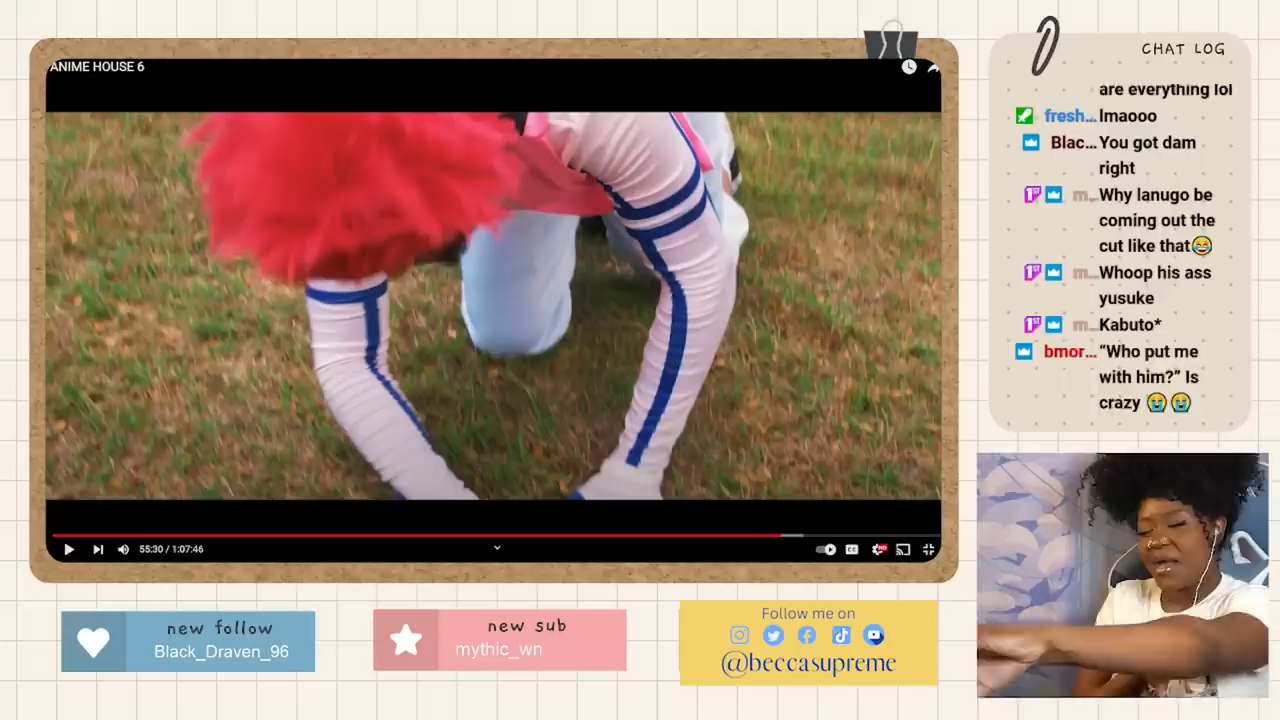 ANIME HOUSE 6
CHAT LOG
are everything lol
fresh... lmaooo
Blac... You got dam
right
m... Why lanugo be
coming out the
cut like that😂
m... Whoop his ass
yusuke
m... Kabuto*
bmor... “Who put me
with him?” Is
crazy 😭😭
55:30 / 1:07:46
new follow
Black_Draven_96
new sub
mythic_wn
Follow me on
@beccasupreme